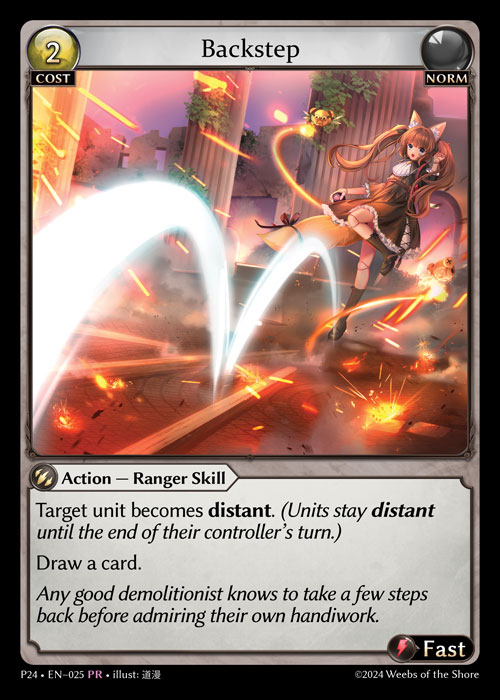 2
Backstep
COST
NORM
Action — Ranger Skill
Target unit becomes distant. (Units stay distant
until the end of their controller's turn.)
Draw a card.
Any good demolitionist knows to take a few steps
back before admiring their own handiwork.
Fast
P24 • EN–025 PR • illust: 道漫
©2024 Weebs of the Shore